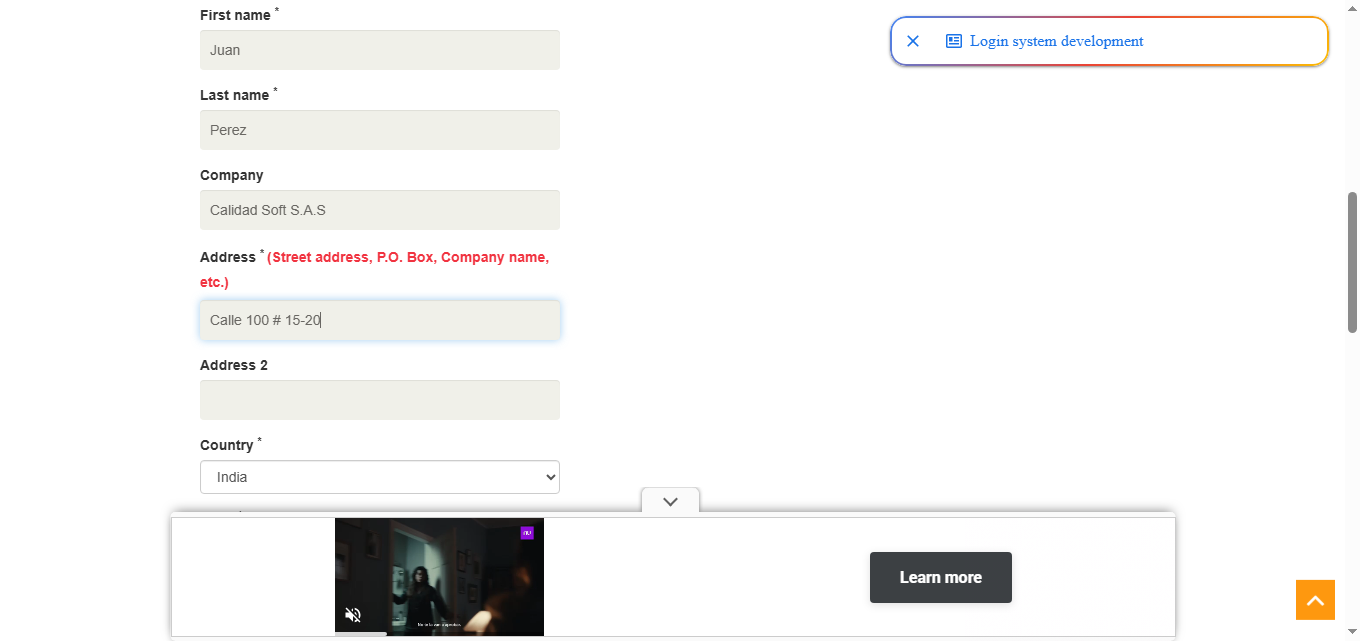 First name *
Juan
Login system development
Last name *
Perez
Company
Calidad Soft S.A.S
Address * (Street address, P.O. Box, Company name,
etc.)
Calle 100 # 15-20
Address 2
Country *
India
nu
Learn more